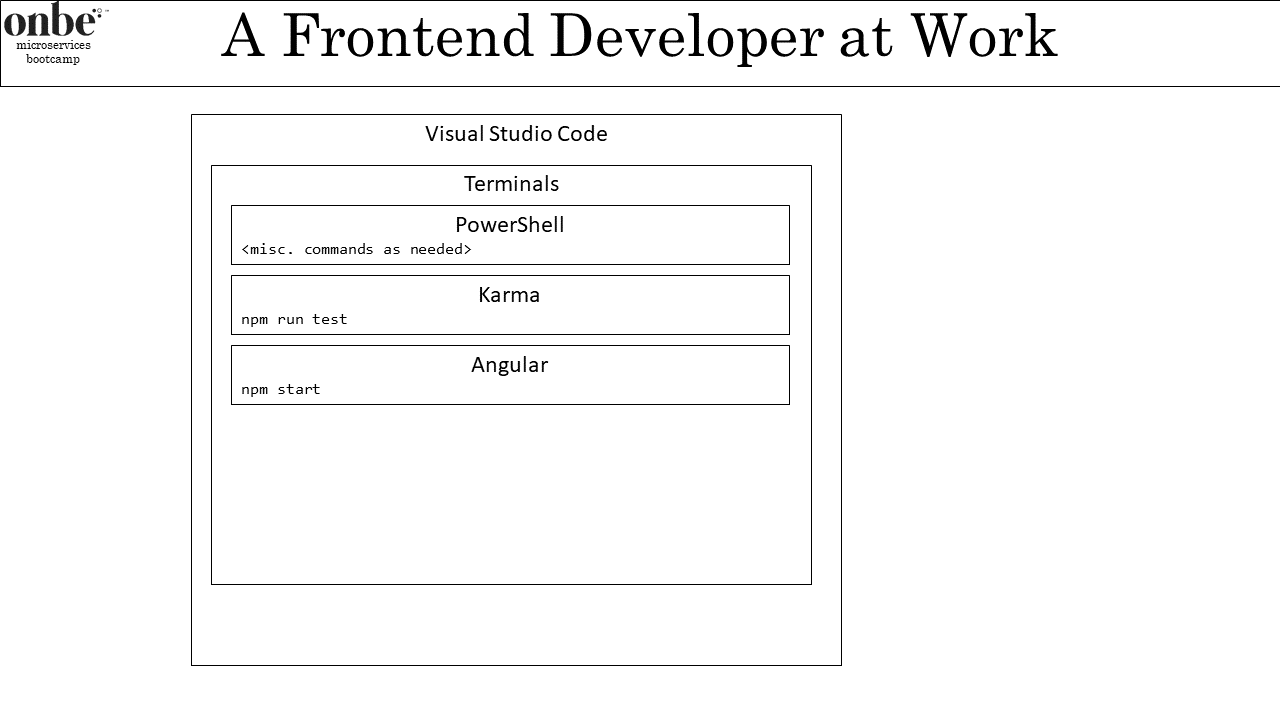 onbe
microservices
bootcamp
A Frontend Developer at Work
Visual Studio Code
Terminals
PowerShell
<misc. commands as needed>
Karma
npm run test
Angular
npm start